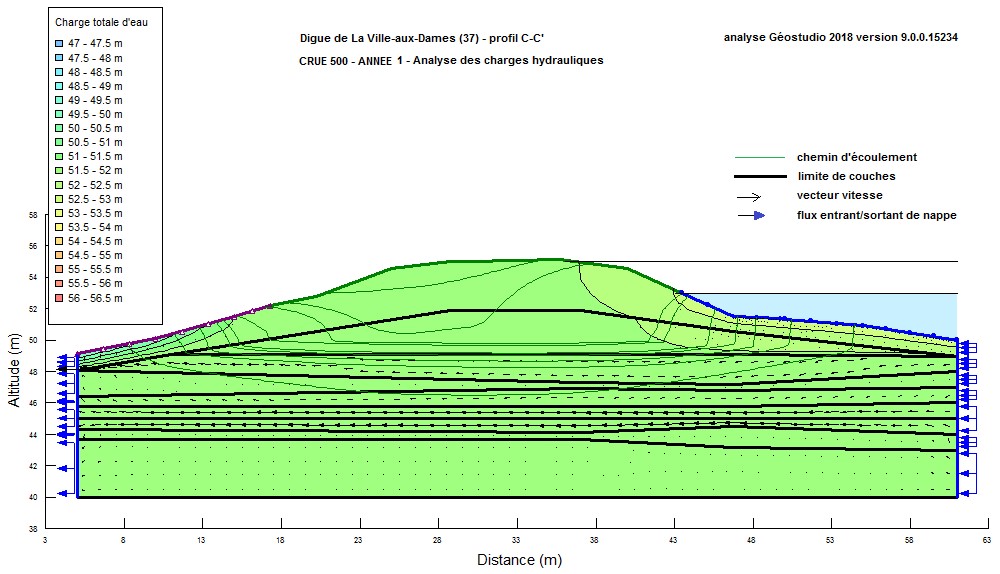 Charge totale d'eau
47 - 47.5 m
47.5 - 48 m
48 - 48.5 m
48.5 - 49 m
49 - 49.5 m
49.5 - 50 m
50 - 50.5 m
50.5 - 51 m
51 - 51.5 m
51.5 - 52 m
52 - 52.5 m
52.5 - 53 m
53 - 53.5 m
53.5 - 54 m
54 - 54.5 m
54.5 - 55 m
55 - 55.5 m
55.5 - 56 m
56 - 56.5 m
Digue de La Ville-aux-Dames (37) - profil C-C'
CRUE 500 - ANNEE 1 - Analyse des charges hydrauliques
analyse Géostudio 2018 version 9.0.0.15234
chemin d'écoulement
limite de couches
vecteur vitesse
flux entrant/sortant de nappe
58
56
54
52
50
48
46
44
42
40
38
Altitude (m)
3 8 13 18 23 28 33 38 43 48 53 58 63
Distance (m)